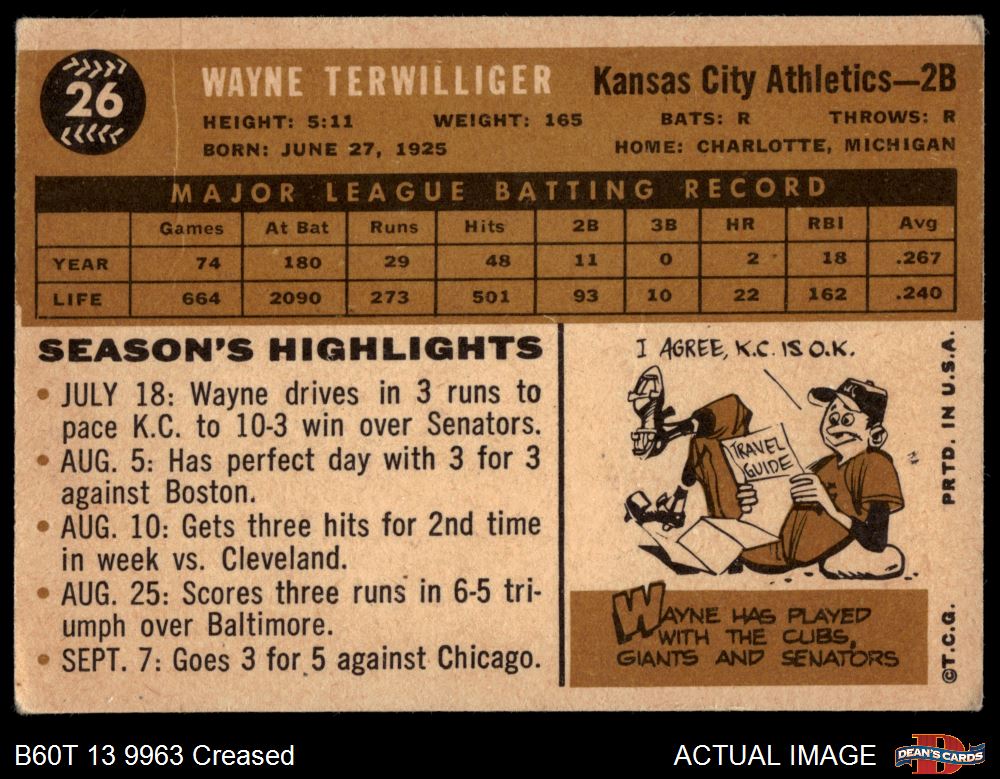 26
WAYNE TERWILLIGER Kansas City Athletics—2B
HEIGHT: 5:11 WEIGHT: 165 BATS: R THROWS: R
BORN: JUNE 27, 1925 HOME: CHARLOTTE, MICHIGAN
MAJOR LEAGUE BATTING RECORD
Games At Bat Runs Hits 2B 3B HR RBI Avg
YEAR 74 180 29 48 11 0 2 18 .267
LIFE 664 2090 273 501 93 10 22 162 .240
SEASON'S HIGHLIGHTS
• JULY 18: Wayne drives in 3 runs to
pace K.C. to 10-3 win over Senators.
• AUG. 5: Has perfect day with 3 for 3
against Boston.
• AUG. 10: Gets three hits for 2nd time
in week vs. Cleveland.
• AUG. 25: Scores three runs in 6-5 tri-
umph over Baltimore.
• SEPT. 7: Goes 3 for 5 against Chicago.
I AGREE, K.C. IS O.K.
TRAVEL
GUIDE
WAYNE HAS PLAYED
WITH THE CUBS,
GIANTS AND SENATORS
©T.C.G. PRTD. IN U.S.A.
B60T 13 9963 Creased ACTUAL IMAGE
DEAN'S CARDS